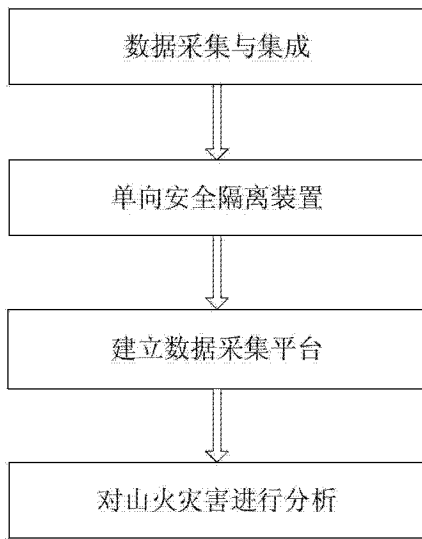 数据采集与集成
单向安全隔离装置
建立数据采集平台
对山火灾害进行分析